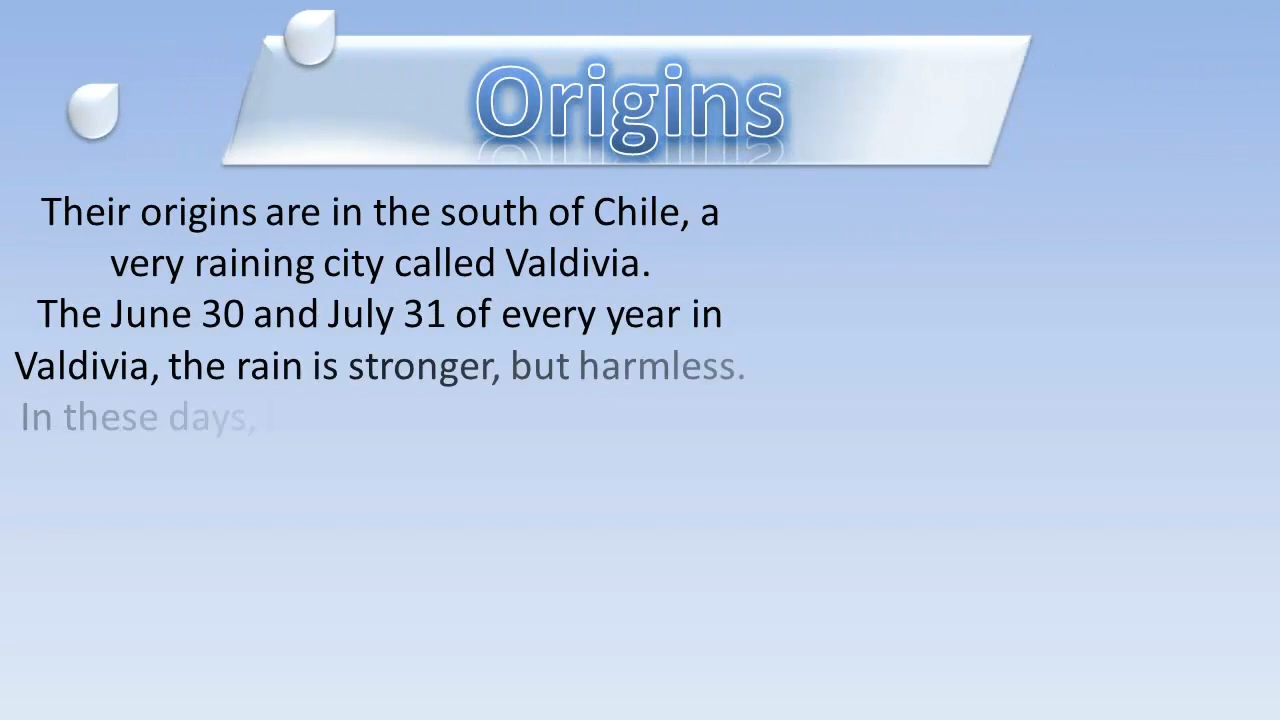 Origins
Their origins are in the south of Chile, a
very raining city called Valdivia.
The June 30 and July 31 of every year in
Valdivia, the rain is stronger, but harmless.
In these days,